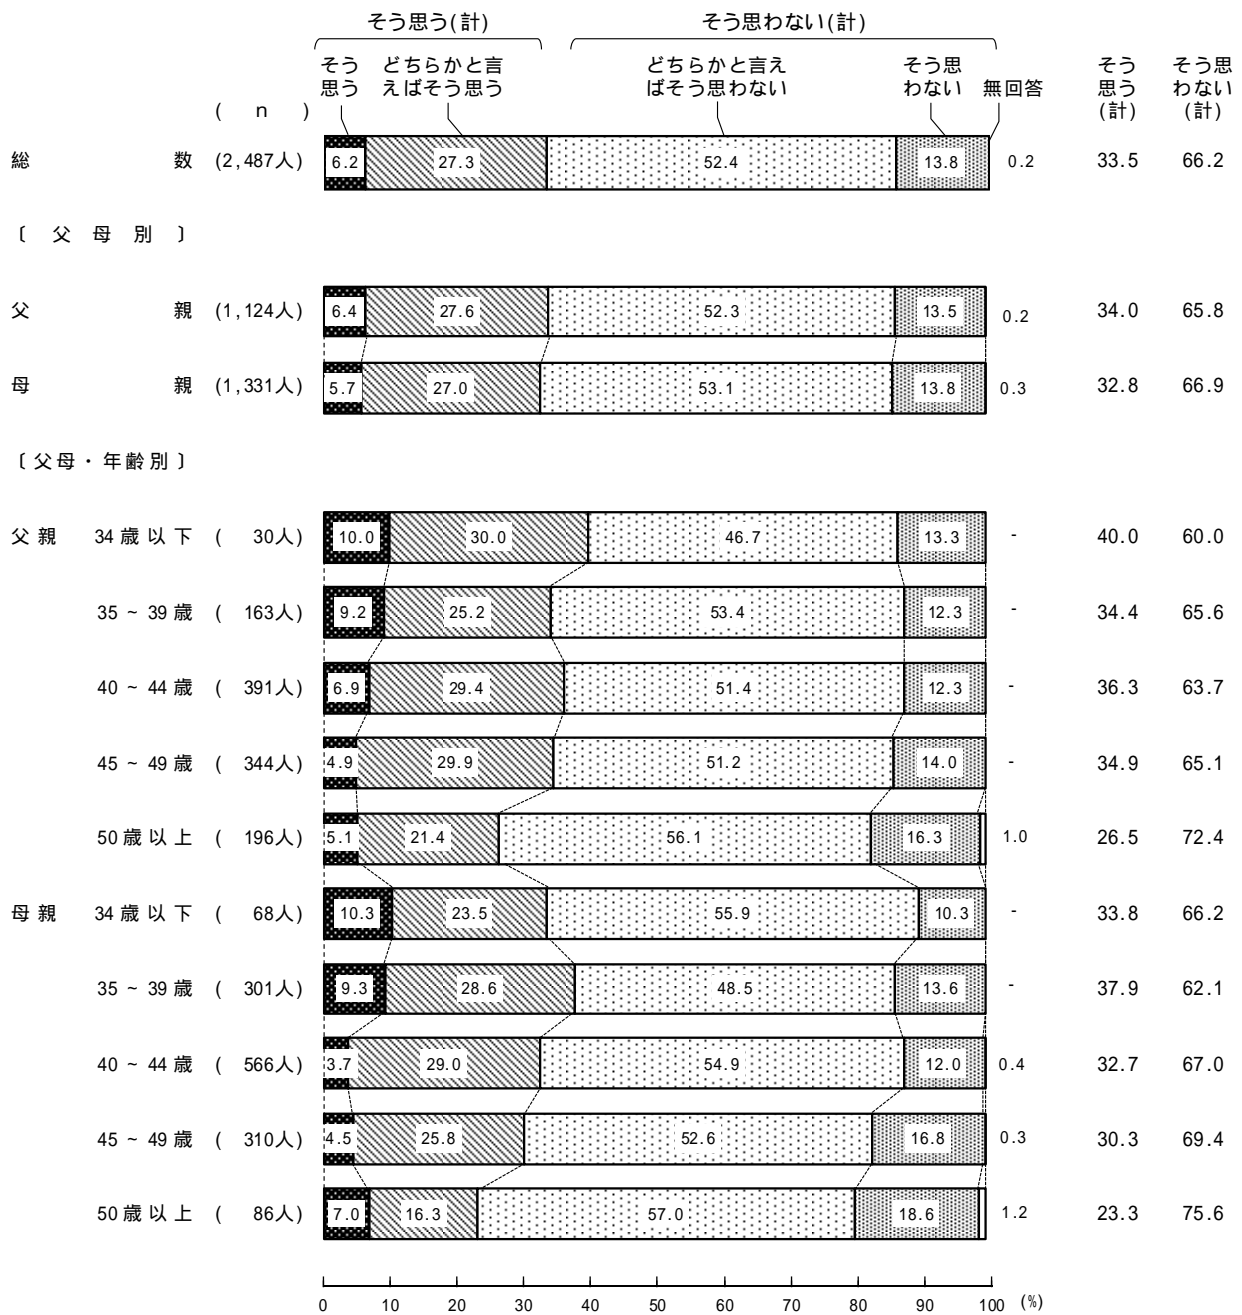 そう思う(計) そう思わない(計)
そう思う どちらかと言えばそう思う どちらかと言えばそう思わない そう思わない 無回答 そう思う(計) そう思わない(計)
( n )
総数 (2,487人) 6.2 27.3 52.4 13.8 0.2 33.5 66.2
〔父母別〕
父親 (1,124人) 6.4 27.6 52.3 13.5 0.2 34.0 65.8
母親 (1,331人) 5.7 27.0 53.1 13.8 0.3 32.8 66.9
〔父母・年齢別〕
父親 34歳以下 ( 30人) 10.0 30.0 46.7 13.3 - 40.0 60.0
35~39歳 ( 163人) 9.2 25.2 53.4 12.3 - 34.4 65.6
40~44歳 ( 391人) 6.9 29.4 51.4 12.3 - 36.3 63.7
45~49歳 ( 344人) 4.9 29.9 51.2 14.0 - 34.9 65.1
50歳以上 ( 196人) 5.1 21.4 56.1 16.3 1.0 26.5 72.4
母親 34歳以下 ( 68人) 10.3 23.5 55.9 10.3 - 33.8 66.2
35~39歳 ( 301人) 9.3 28.6 48.5 13.6 - 37.9 62.1
40~44歳 ( 566人) 3.7 29.0 54.9 12.0 0.4 32.7 67.0
45~49歳 ( 310人) 4.5 25.8 52.6 16.8 0.3 30.3 69.4
50歳以上 ( 86人) 7.0 16.3 57.0 18.6 1.2 23.3 75.6
0 10 20 30 40 50 60 70 80 90 100 (%)